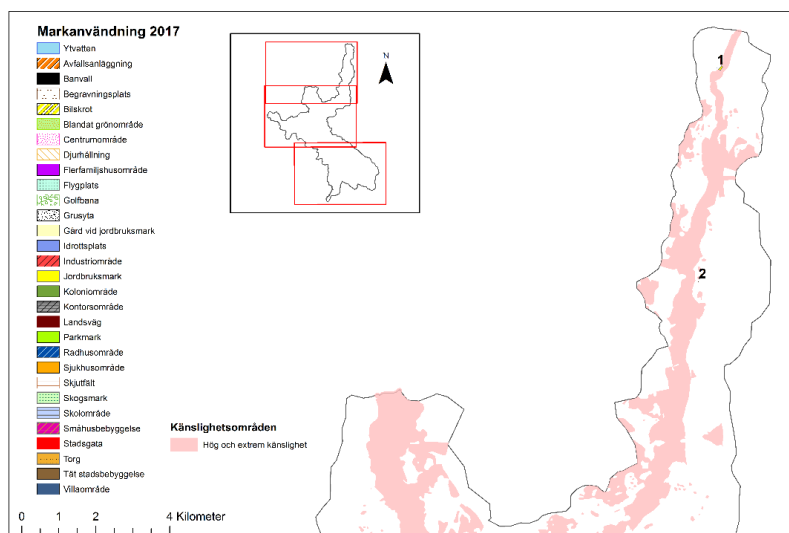 Markanvändning 2017
Ytvatten
Avfallsanläggning
Banvall
Begravningsplats
Bilskrot
Blandat grönområde
Centrumområde
Djurhållning
Flerfamiljshusområde
Flygplats
Golfbana
Grusyta
Gård vid jordbruksmark
Idrottsplats
Industriområde
Jordbruksmark
Koloniområde
Kontorsområde
Landsväg
Parkmark
Radhusområde
Sjukhusområde
Skjutfält
Skogsmark
Skolområde
Småhusbebyggelse
Stadsgata
Torg
Tät stadsbebyggelse
Villaområde
N
1
2
Känslighetsområden
Hög och extrem känslighet
0 1 2 4 Kilometer